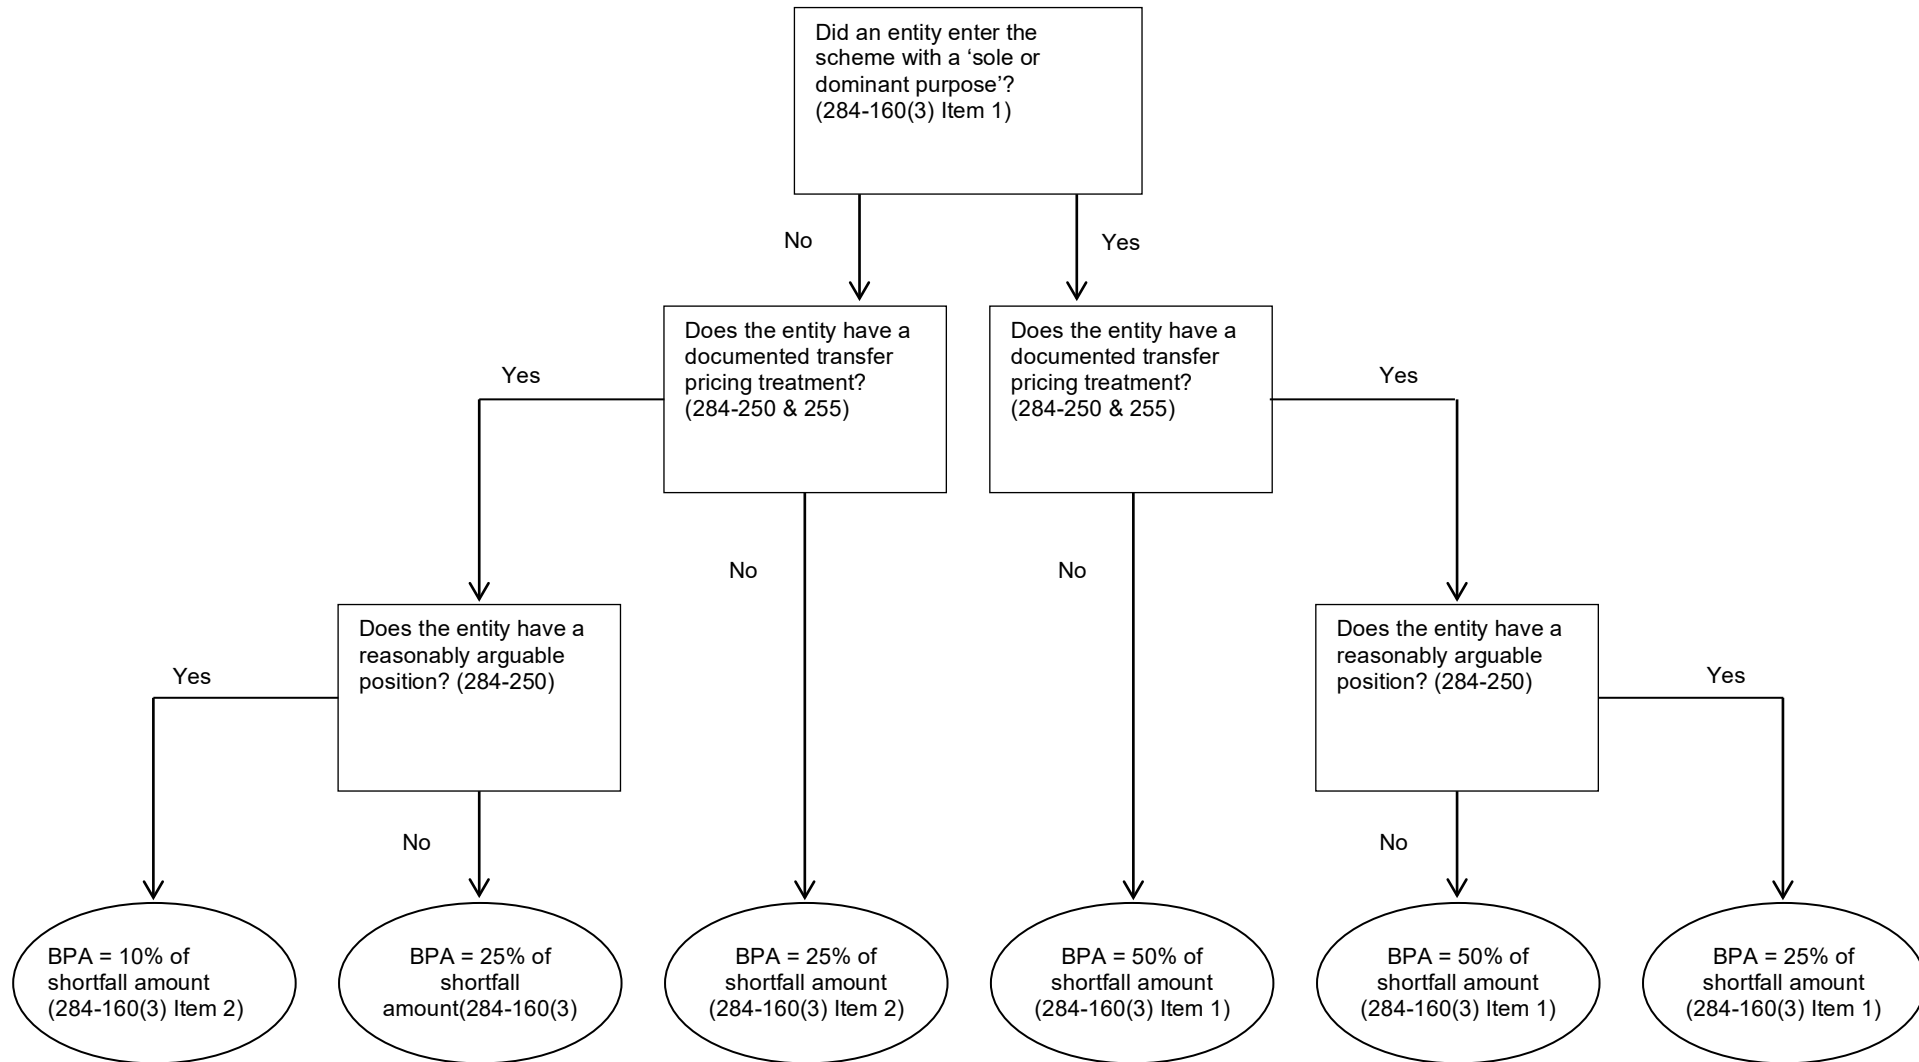 Did an entity enter the
scheme with a ‘sole or
dominant purpose’?
(284-160(3) Item 1)
No
Yes
Does the entity have a
documented transfer
pricing treatment?
(284-250 & 255)
Does the entity have a
documented transfer
pricing treatment?
(284-250 & 255)
Yes
Yes
No
No
Does the entity have a
reasonably arguable
position? (284-250)
Does the entity have a
reasonably arguable
position? (284-250)
Yes
Yes
No
No
BPA = 10% of
shortfall amount
(284-160(3) Item 2)
BPA = 25% of
shortfall
amount(284-160(3)
BPA = 25% of
shortfall amount
(284-160(3) Item 2)
BPA = 50% of
shortfall amount
(284-160(3) Item 1)
BPA = 50% of
shortfall amount
(284-160(3) Item 1)
BPA = 25% of
shortfall amount
(284-160(3) Item 1)